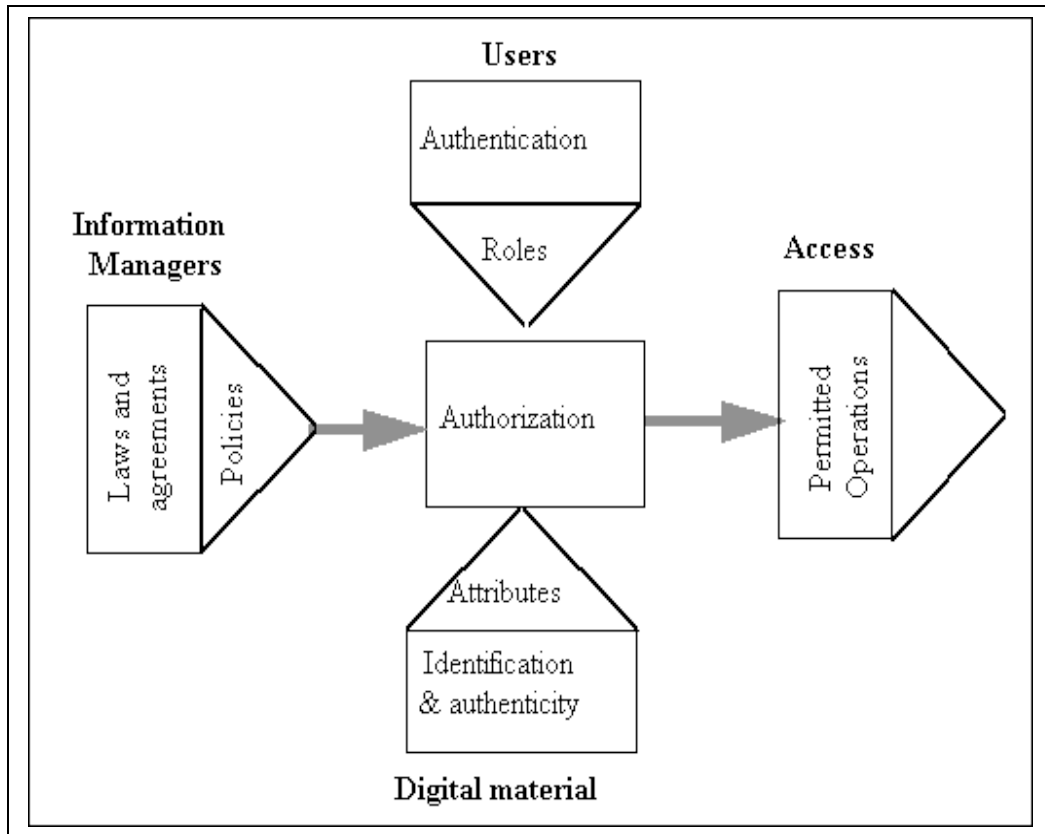 Users
Authentication
Roles
Information
Managers
Laws and
agreements
Policies
Authorization
Access
Permitted
Operations
Attributes
Identification
& authenticity
Digital material